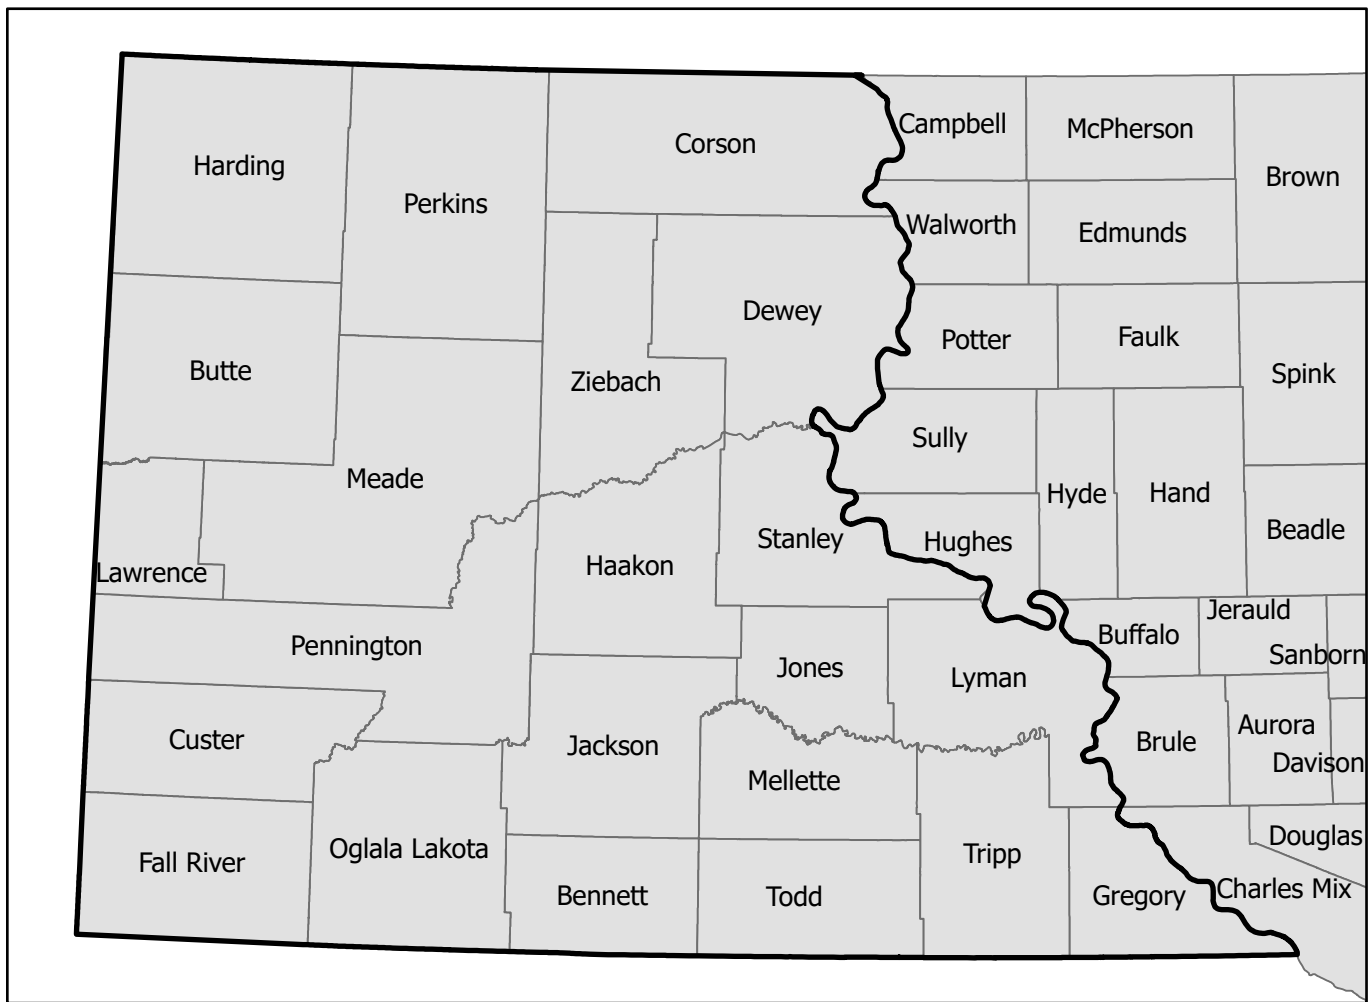 Campbell
McPherson
Corson
Harding
Brown
Perkins
Walworth
Edmunds
Dewey
Potter
Faulk
Butte
Ziebach
Spink
Sully
Meade
Hyde
Hand
Beadle
Stanley
Hughes
Haakon
Lawrence
Jerauld
Buffalo
Pennington
Sanborn
Jones
Lyman
Aurora
Custer
Jackson
Brule
Davison
Mellette
Douglas
Oglala Lakota
Tripp
Fall River
Charles Mix
Bennett
Todd
Gregory